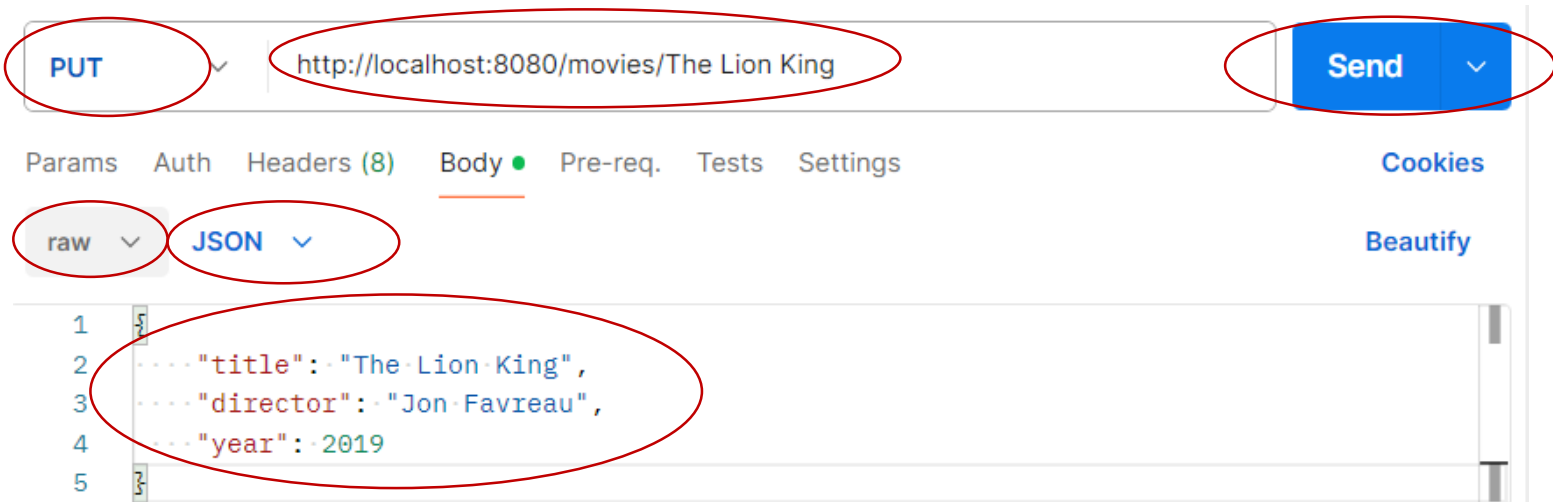 PUT http://localhost:8080/movies/The Lion King Send
Params Auth Headers (8) Body Pre-req. Tests Settings Cookies
raw JSON Beautify
1 {
2 "title": "The Lion King",
3 "director": "Jon Favreau",
4 "year": 2019
5 }